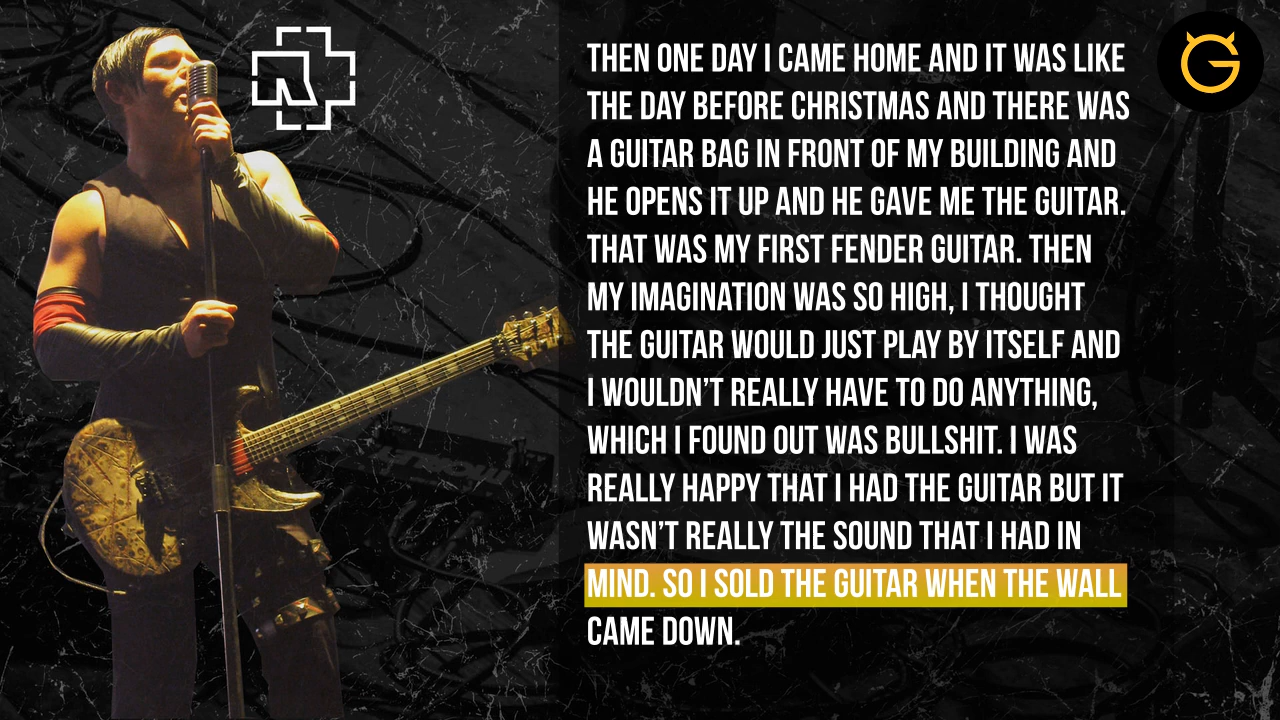 THEN ONE DAY I CAME HOME AND IT WAS LIKE
THE DAY BEFORE CHRISTMAS AND THERE WAS
A GUITAR BAG IN FRONT OF MY BUILDING AND
HE OPENS IT UP AND HE GAVE ME THE GUITAR.
THAT WAS MY FIRST FENDER GUITAR. THEN
MY IMAGINATION WAS SO HIGH, I THOUGHT
THE GUITAR WOULD JUST PLAY BY ITSELF AND
I WOULDN’T REALLY HAVE TO DO ANYTHING,
WHICH I FOUND OUT WAS BULLSHIT. I WAS
REALLY HAPPY THAT I HAD THE GUITAR BUT IT
WASN’T REALLY THE SOUND THAT I HAD IN
MIND. SO I SOLD THE GUITAR WHEN THE WALL
CAME DOWN.